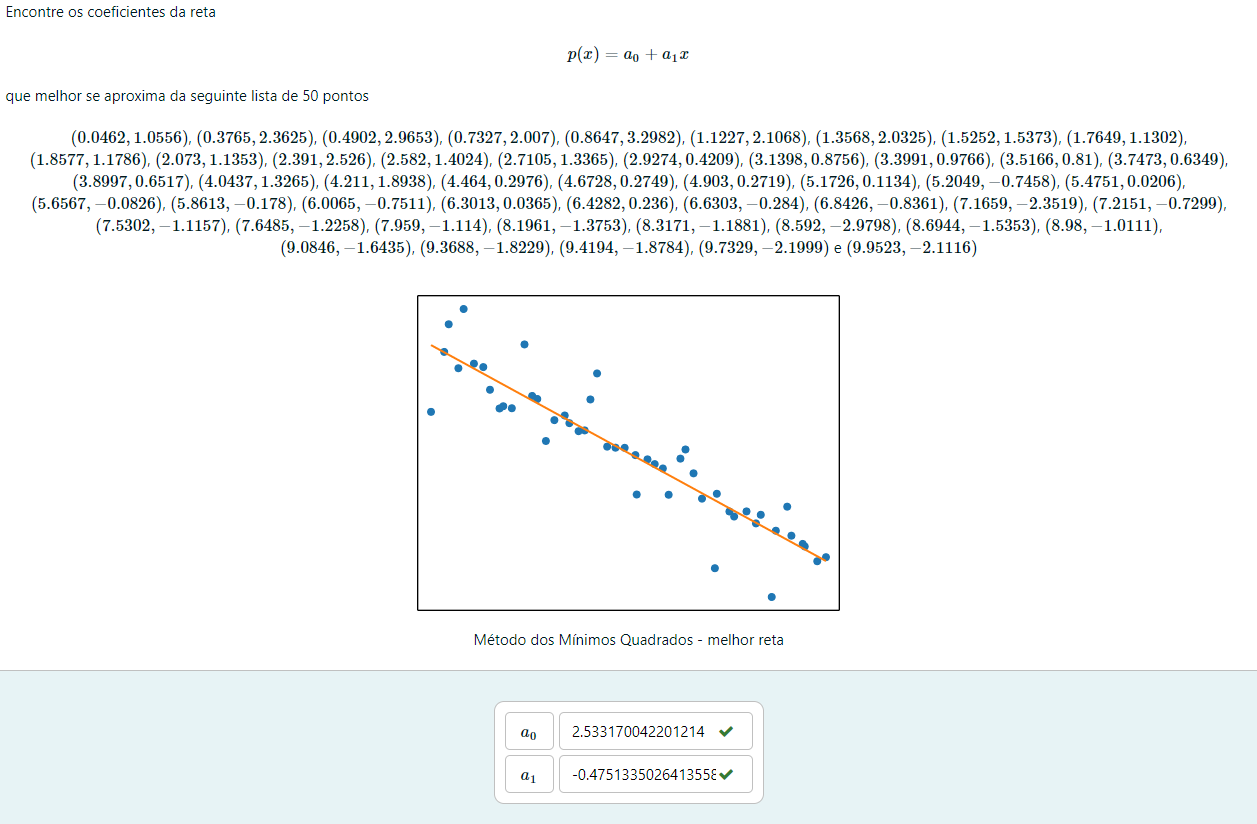 Encontre os coeficientes da reta
p(x) = a₀ + a₁x
que melhor se aproxima da seguinte lista de 50 pontos
(0.0462, 1.0556), (0.3765, 2.3625), (0.4902, 2.9653), (0.7327, 2.007), (0.8647, 3.2982), (1.1227, 2.1068), (1.3568, 2.0325), (1.5252, 1.5373), (1.7649, 1.1302),
(1.8577, 1.1786), (2.073, 1.1353), (2.391, 2.526), (2.582, 1.4024), (2.7105, 1.3365), (2.9274, 0.4209), (3.1398, 0.8756), (3.3991, 0.9766), (3.5166, 0.81), (3.7473, 0.6349),
(3.8997, 0.6517), (4.0437, 1.3265), (4.211, 1.8938), (4.464, 0.2976), (4.6728, 0.2749), (4.903, 0.2719), (5.1726, 0.1134), (5.2049, −0.7458), (5.4751, 0.0206),
(5.6567, −0.0826), (5.8613, −0.178), (6.0065, −0.7511), (6.3013, 0.0365), (6.4282, 0.236), (6.6303, −0.284), (6.8426, −0.8361), (7.1659, −2.3519), (7.2151, −0.7299),
(7.5302, −1.1157), (7.6485, −1.2258), (7.959, −1.114), (8.1961, −1.3753), (8.3171, −1.1881), (8.592, −2.9798), (8.6944, −1.5353), (8.98, −1.0111),
(9.0846, −1.6435), (9.3688, −1.8229), (9.4194, −1.8784), (9.7329, −2.1999) e (9.9523, −2.1116)
Método dos Mínimos Quadrados - melhor reta
a₀ 2.533170042201214
a₁ -0.4751335026413558